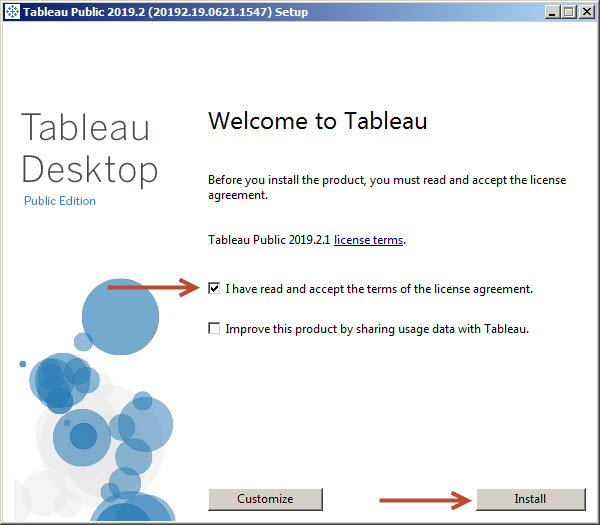 Tableau Public 2019.2 (20192.19.0621.1547) Setup
Tableau
Desktop
Public Edition
Welcome to Tableau
Before you install the product, you must read and accept the license
agreement.
Tableau Public 2019.2.1 license terms.
I have read and accept the terms of the license agreement.
Improve this product by sharing usage data with Tableau.
Customize
Install